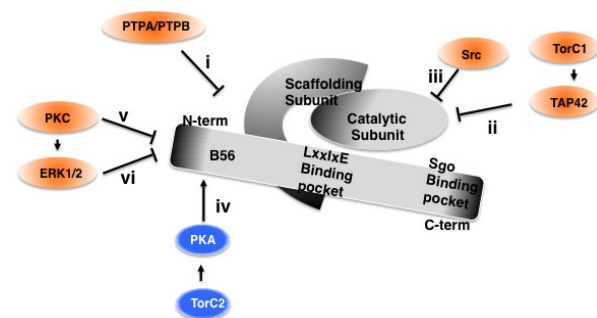 PTPA/PTPB
i
Src
TorC1
iii
Scaffolding
Subunit
TAP42
ii
PKC
v
N-term
Catalytic
Subunit
B56
LxxIxE
Binding
pocket
Sgo
Binding
pocket
ERK1/2
vi
C-term
iv
PKA
TorC2